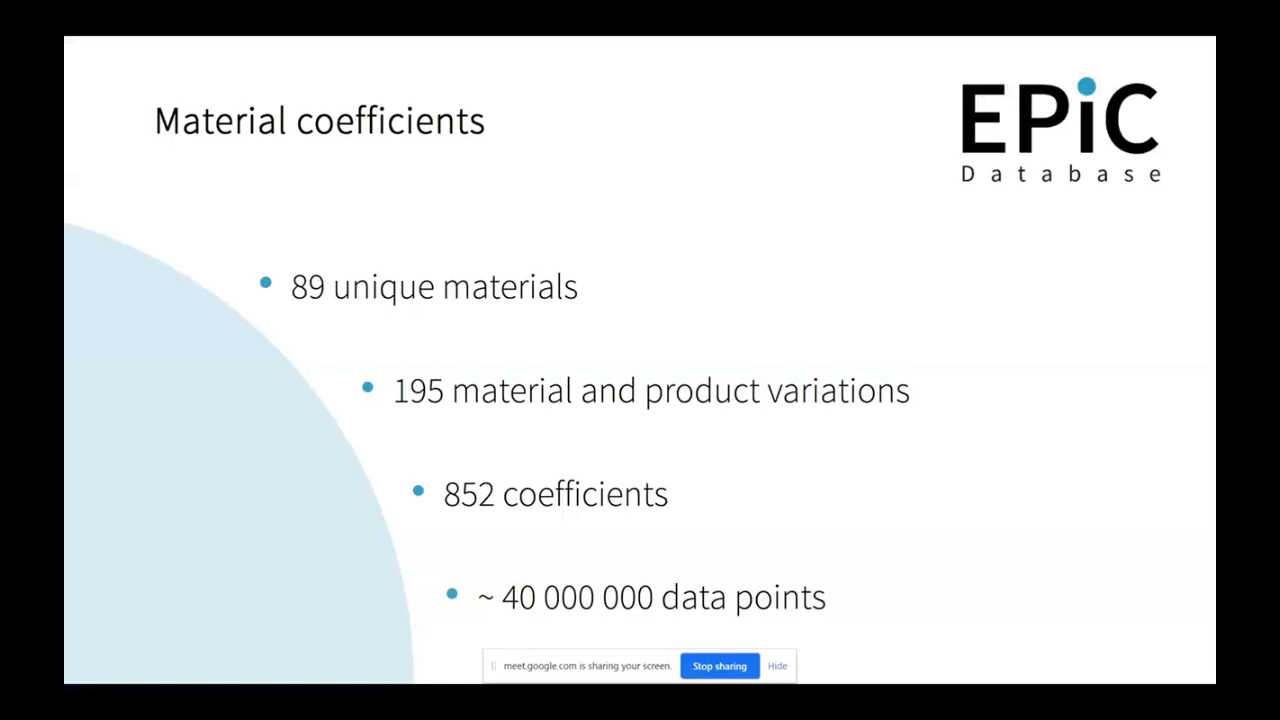 Material coefficients
EPiC
Database
• 89 unique materials
• 195 material and product variations
• 852 coefficients
• ~ 40 000 000 data points
meet.google.com is sharing your screen. Stop sharing Hide